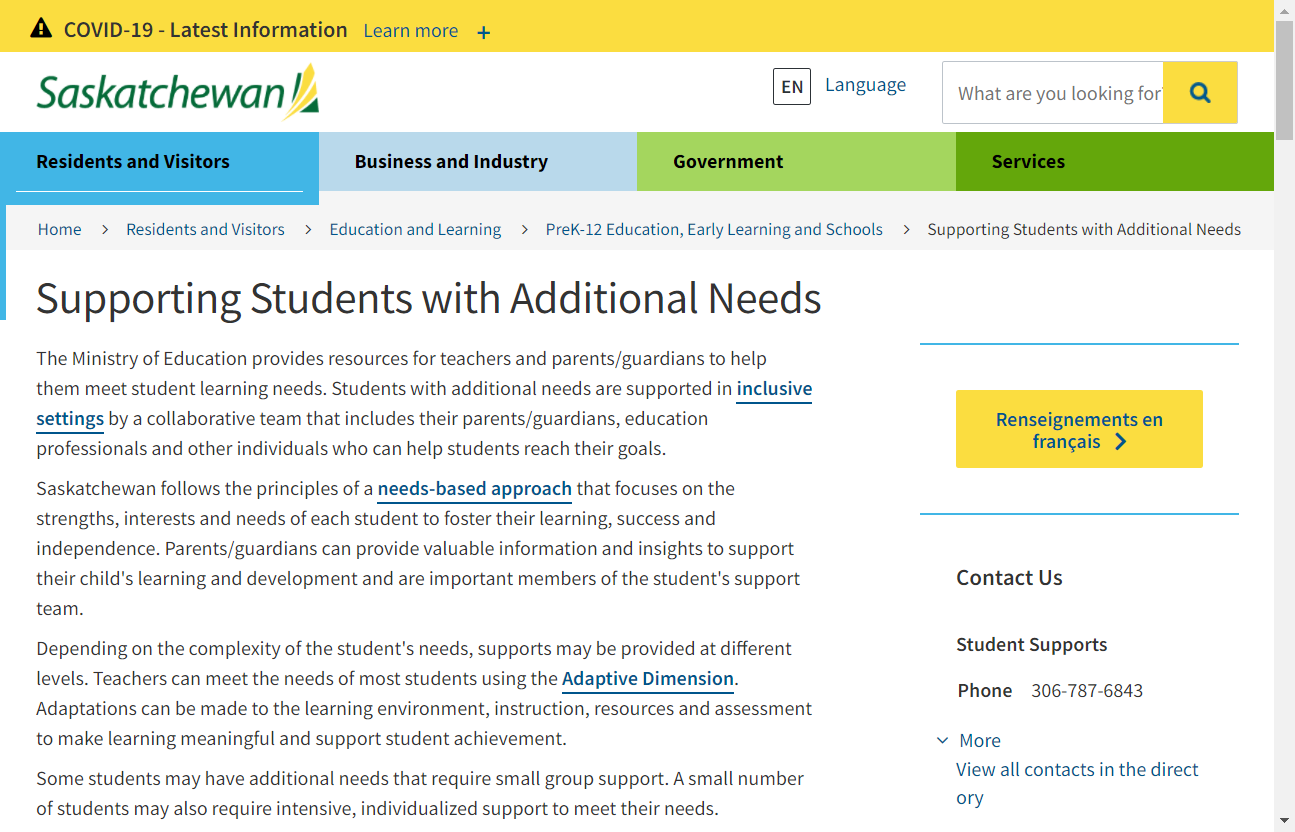 COVID-19 - Latest Information Learn more +
Saskatchewan
EN Language What are you looking for
Residents and Visitors Business and Industry Government Services
Home > Residents and Visitors > Education and Learning > PreK-12 Education, Early Learning and Schools > Supporting Students with Additional Needs
Supporting Students with Additional Needs
The Ministry of Education provides resources for teachers and parents/guardians to help
them meet student learning needs. Students with additional needs are supported in inclusive
settings by a collaborative team that includes their parents/guardians, education
professionals and other individuals who can help students reach their goals.
Saskatchewan follows the principles of a needs-based approach that focuses on the
strengths, interests and needs of each student to foster their learning, success and
independence. Parents/guardians can provide valuable information and insights to support
their child's learning and development and are important members of the student's support
team.
Depending on the complexity of the student's needs, supports may be provided at different
levels. Teachers can meet the needs of most students using the Adaptive Dimension.
Adaptations can be made to the learning environment, instruction, resources and assessment
to make learning meaningful and support student achievement.
Some students may have additional needs that require small group support. A small number
of students may also require intensive, individualized support to meet their needs.
Renseignements en
français
Contact Us
Student Supports
Phone 306-787-6843
More
View all contacts in the direct
ory